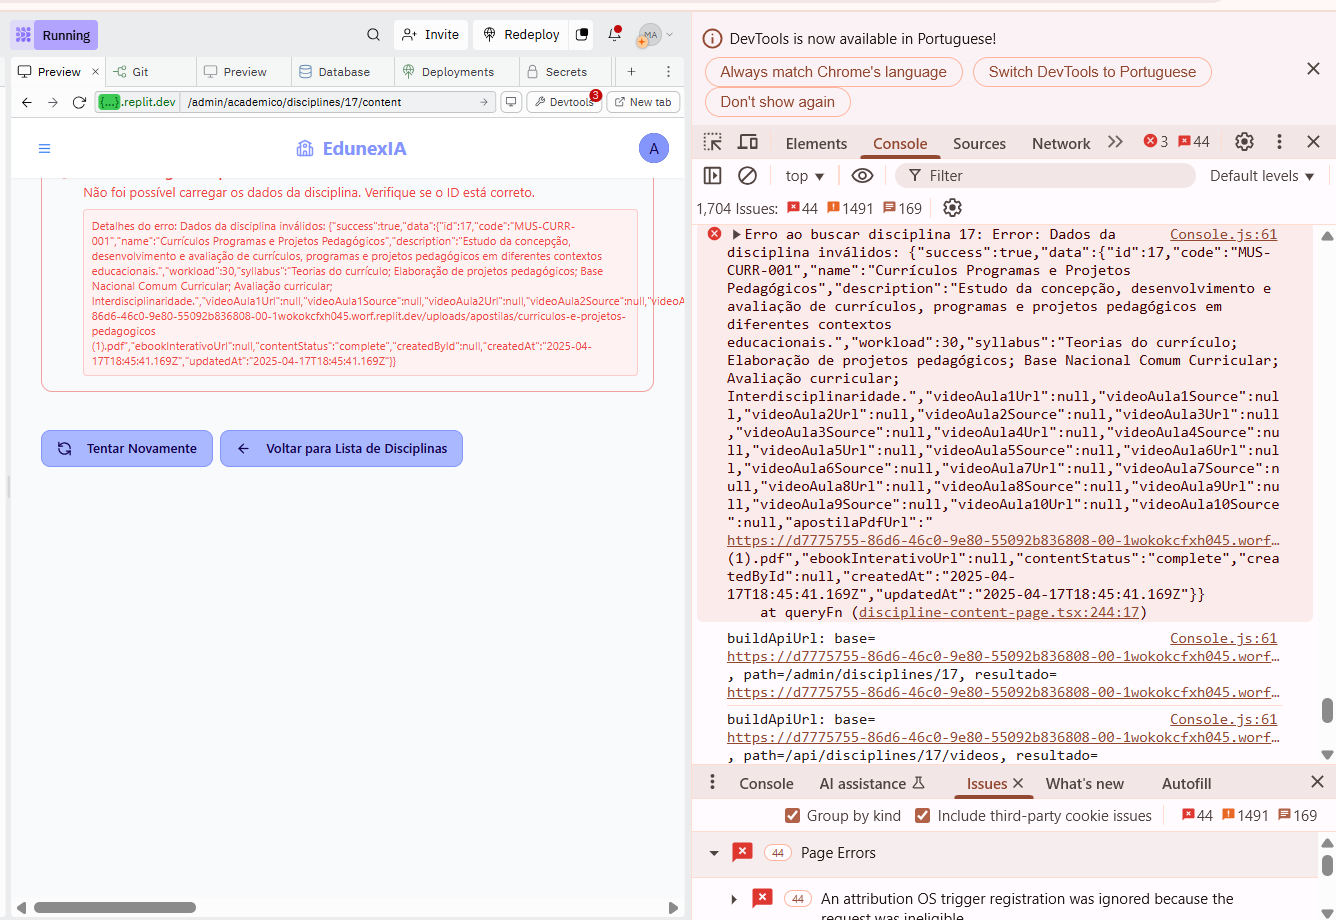 Running
Invite
Redeploy
MA
Preview
Git
Preview
Database
Deployments
Secrets
{...}.replit.dev
/admin/academico/disciplines/17/content
Devtools
3
New tab
EdunexIA
A
Não foi possível carregar os dados da disciplina. Verifique se o ID está correto.
Detalhes do erro: Dados da disciplina inválidos: {"success":true,"data":{"id":17,"code":"MUS-CURR-
001","name":"Currículos Programas e Projetos Pedagógicos","description":"Estudo da concepção,
desenvolvimento e avaliação de currículos, programas e projetos pedagógicos em diferentes contextos
educacionais.","workload":30,"syllabus":"Teorias do currículo; Elaboração de projetos pedagógicos; Base
Nacional Comum Curricular; Avaliação curricular;
Interdisciplinaridade.","videoAula1Url":null,"videoAula1Source":null,"videoAula2Url":null,"videoAula2Source":null,"videoA
86d6-46c0-9e80-55092b836808-00-1wokokcfxh045.worf.replit.dev/uploads/apostilas/curriculos-e-projetos-
pedagogicos
(1).pdf","ebookInterativoUrl":null,"contentStatus":"complete","createdById":null,"createdAt":"2025-04-
17T18:45:41.169Z","updatedAt":"2025-04-17T18:45:41.169Z"}}
Tentar Novamente
Voltar para Lista de Disciplinas
DevTools is now available in Portuguese!
Always match Chrome's language
Switch DevTools to Portuguese
Don't show again
Elements
Console
Sources
Network
3
44
top
Filter
Default levels
1,704 Issues:
44
1491
169
Erro ao buscar disciplina 17: Error: Dados da
Console.js:61
disciplina inválidos: {"success":true,"data":{"id":17,"code":"MUS-
CURR-001","name":"Currículos Programas e Projetos
Pedagógicos","description":"Estudo da concepção, desenvolvimento e
avaliação de currículos, programas e projetos pedagógicos em
diferentes contextos
educacionais.","workload":30,"syllabus":"Teorias do currículo;
Elaboração de projetos pedagógicos; Base Nacional Comum Curricular;
Avaliação curricular;
Interdisciplinaridade.","videoAula1Url":null,"videoAula1Source":nul
l,"videoAula2Url":null,"videoAula2Source":null,"videoAula3Url":null
,"videoAula3Source":null,"videoAula4Url":null,"videoAula4Source":nu
ll,"videoAula5Url":null,"videoAula5Source":null,"videoAula6Url":nul
l,"videoAula6Source":null,"videoAula7Url":null,"videoAula7Source":n
ull,"videoAula8Url":null,"videoAula8Source":null,"videoAula9Url":nu
ll,"videoAula9Source":null,"videoAula10Url":null,"videoAula10Source
":null,"apostilaPdfUrl":"
https://d7775755-86d6-46c0-9e80-55092b836808-00-1wokokcfxh045.worf…
(1).pdf","ebookInterativoUrl":null,"contentStatus":"complete","crea
tedById":null,"createdAt":"2025-04-
17T18:45:41.169Z","updatedAt":"2025-04-17T18:45:41.169Z"}}
at queryFn (discipline-content-page.tsx:244:17)
buildApiUrl: base=
Console.js:61
https://d7775755-86d6-46c0-9e80-55092b836808-00-1wokokcfxh045.worf…
, path=/admin/disciplines/17, resultado=
https://d7775755-86d6-46c0-9e80-55092b836808-00-1wokokcfxh045.worf…
buildApiUrl: base=
Console.js:61
https://d7775755-86d6-46c0-9e80-55092b836808-00-1wokokcfxh045.worf…
, path=/api/disciplines/17/videos, resultado=
Console
AI assistance
Issues
What's new
Autofill
Group by kind
Include third-party cookie issues
44
1491
169
44
Page Errors
44
An attribution OS trigger registration was ignored because the
request was ineligible